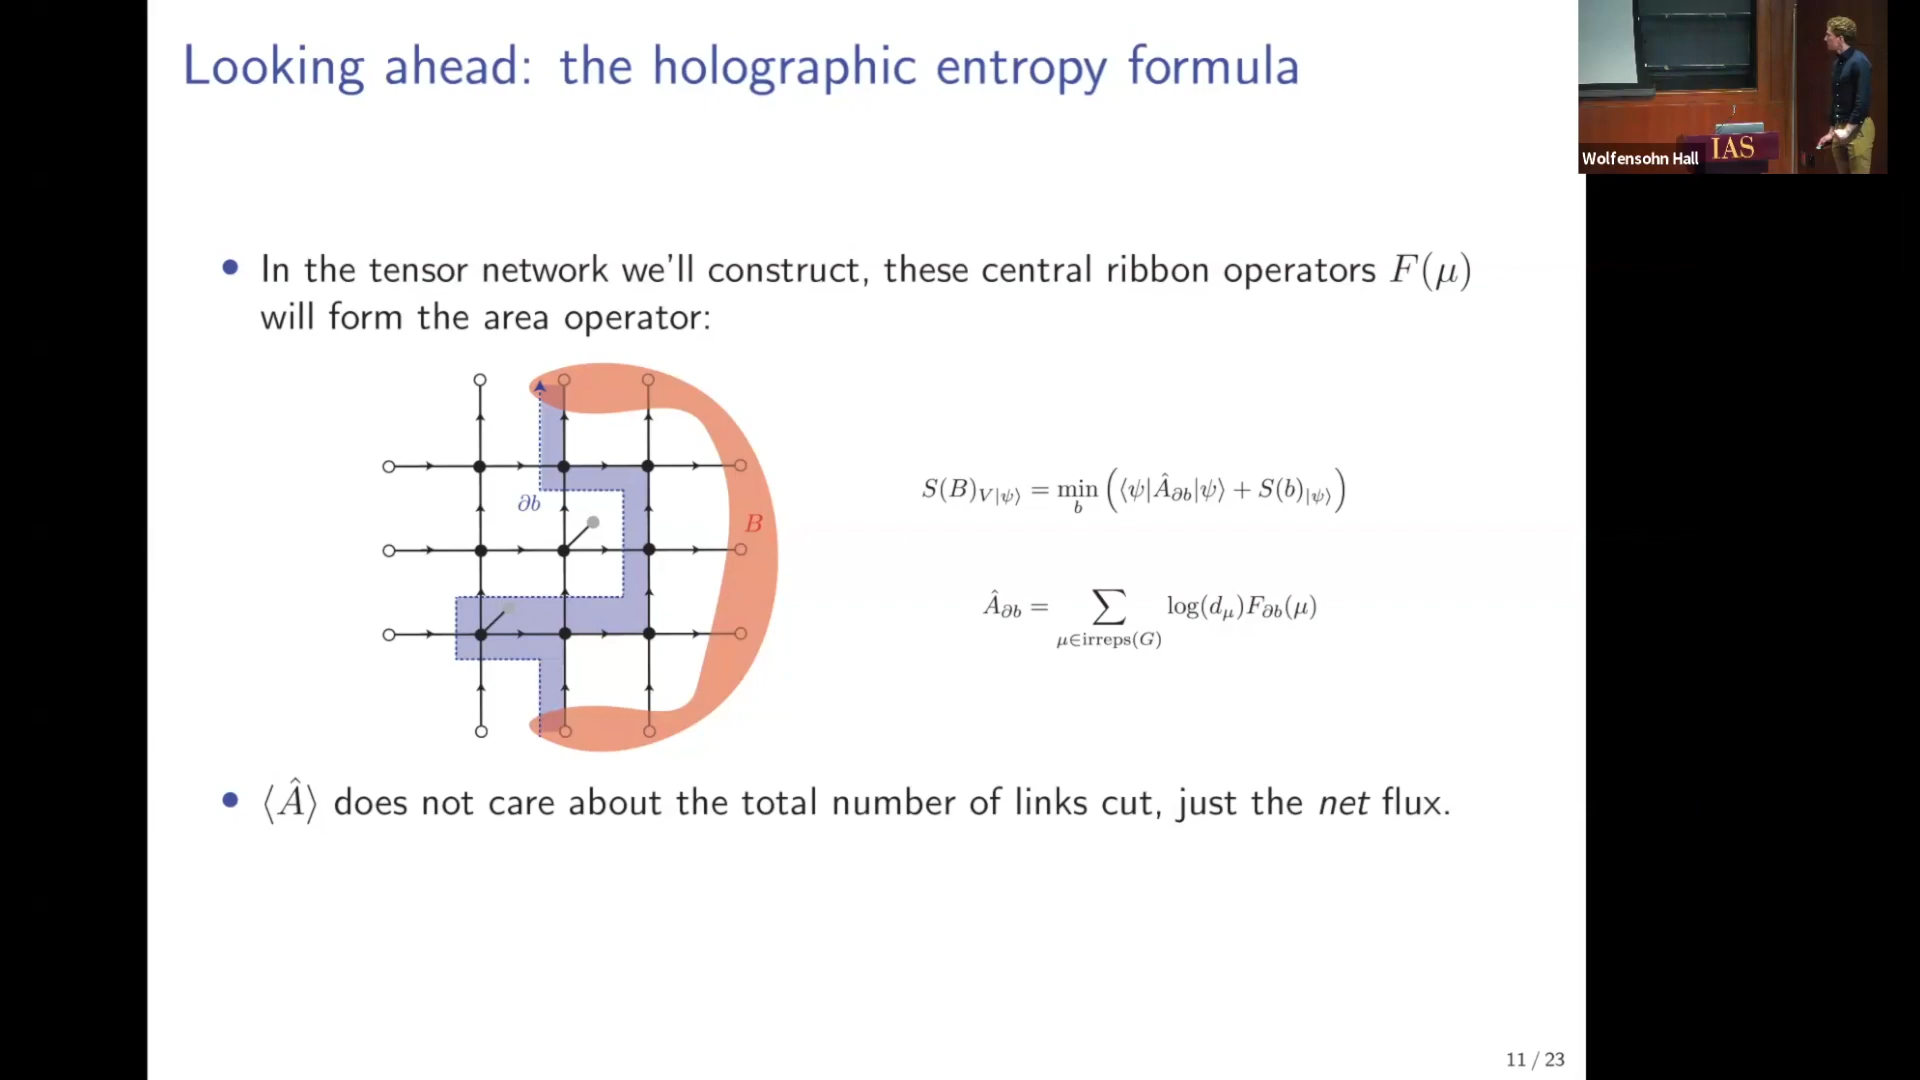 Looking ahead: the holographic entropy formula
IAS
Wolfensohn Hall
• In the tensor network we'll construct, these central ribbon operators F(μ)
will form the area operator:
∂b
B
S(B)_{V|ψ⟩} = min_b (⟨ψ|Â_{∂b}|ψ⟩ + S(b)_{|ψ⟩})
Â_{∂b} = ∑_{μ∈irreps(G)} log(d_μ)F_{∂b}(μ)
• ⟨Â⟩ does not care about the total number of links cut, just the net flux.
11 / 23